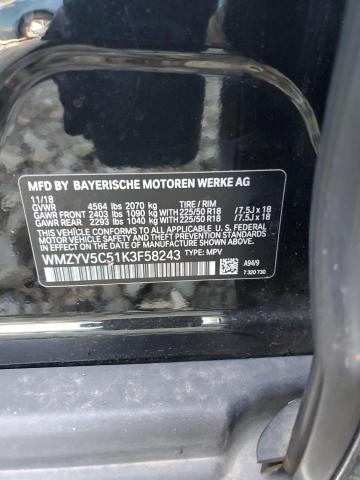 MFD BY BAYERISCHE MOTOREN WERKE AG
11/18
GVWR 4564 lbs 2070 kg TIRE / RIM
GAWR FRONT 2403 lbs 1090 kg WITH 225/50 R18 /7.5J x 18
GAWR REAR 2293 lbs 1040 kg WITH 225/50 R18 /7.5J x 18
THIS VEHICLE CONFORMS TO ALL APPLICABLE U.S. FEDERAL
MOTOR VEHICLE SAFETY STANDARDS IN EFFECT
ON THE DATE OF MANUFACTURE SHOWN ABOVE.
WMZYV5C51K3F58243 TYPE: MPV
A94/9
7 320 730